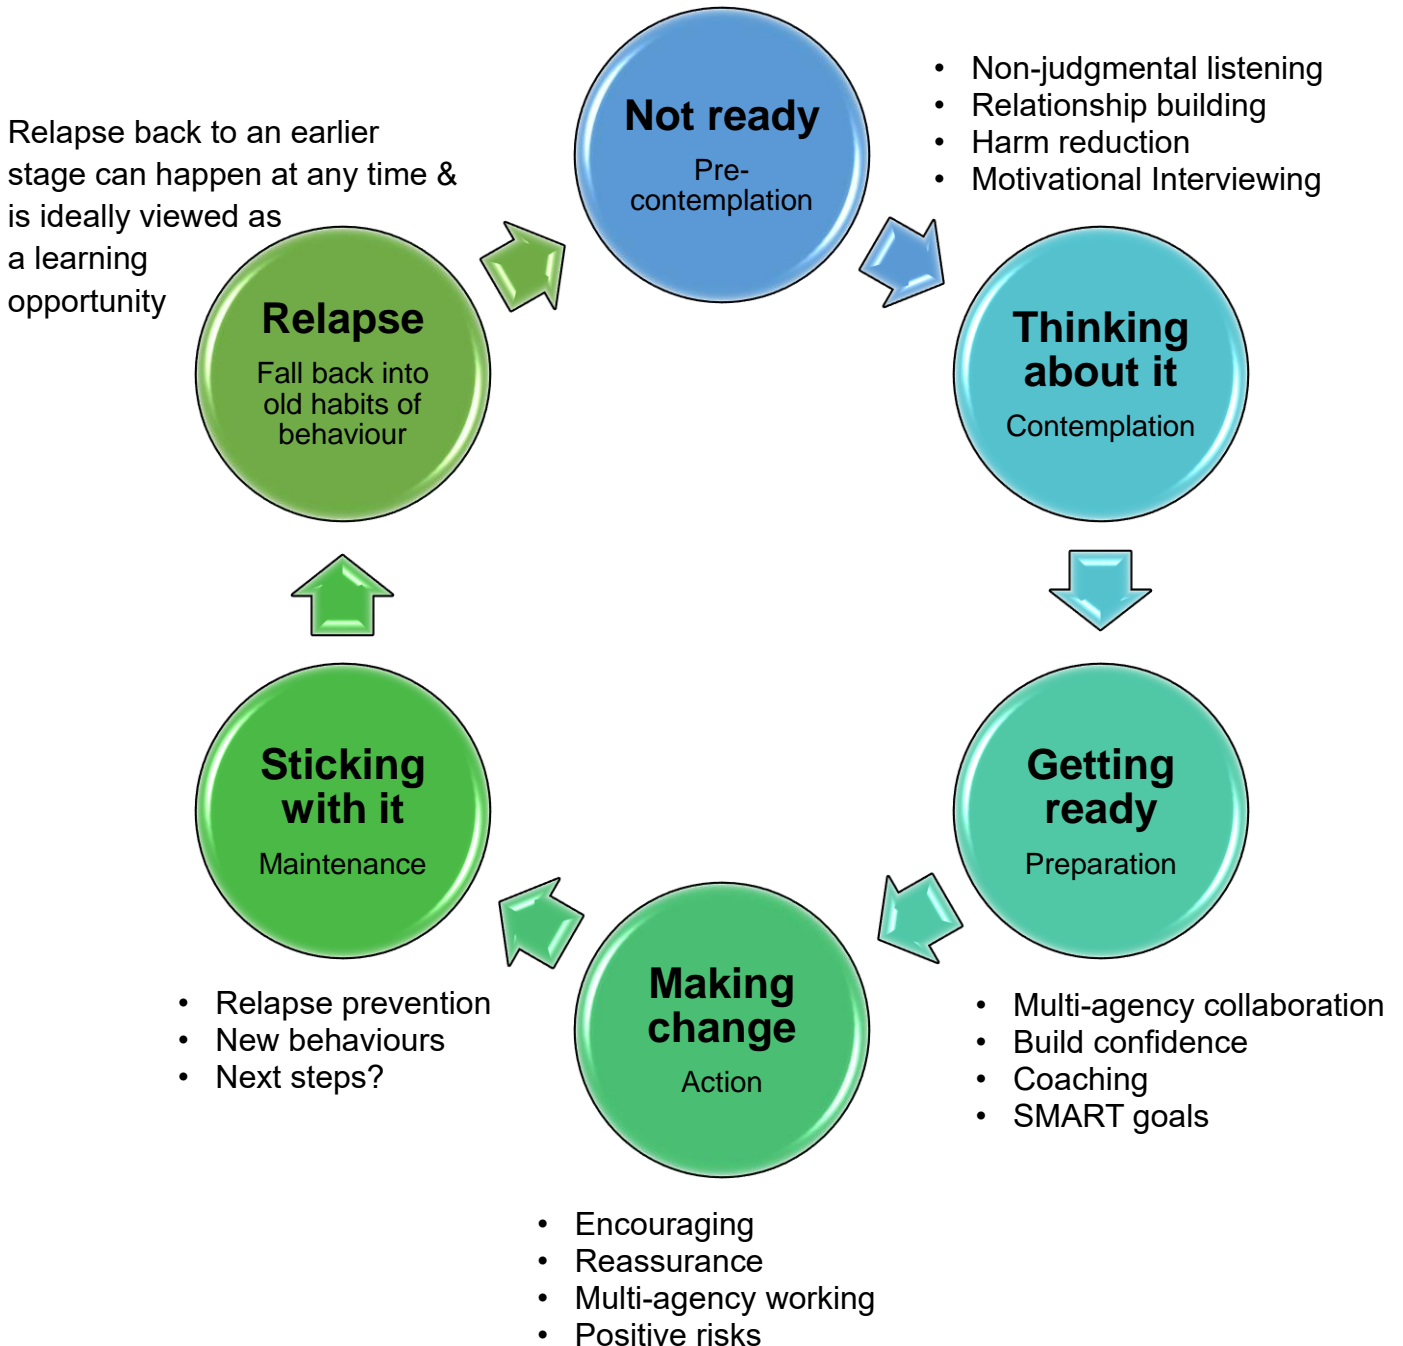 Not ready
Pre-
contemplation
• Non-judgmental listening
• Relationship building
• Harm reduction
• Motivational Interviewing
Thinking
about it
Contemplation
Getting
ready
Preparation
• Multi-agency collaboration
• Build confidence
• Coaching
• SMART goals
Making
change
Action
• Encouraging
• Reassurance
• Multi-agency working
• Positive risks
Sticking
with it
Maintenance
• Relapse prevention
• New behaviours
• Next steps?
Relapse
Fall back into
old habits of
behaviour
Relapse back to an earlier
stage can happen at any time &
is ideally viewed as
a learning
opportunity